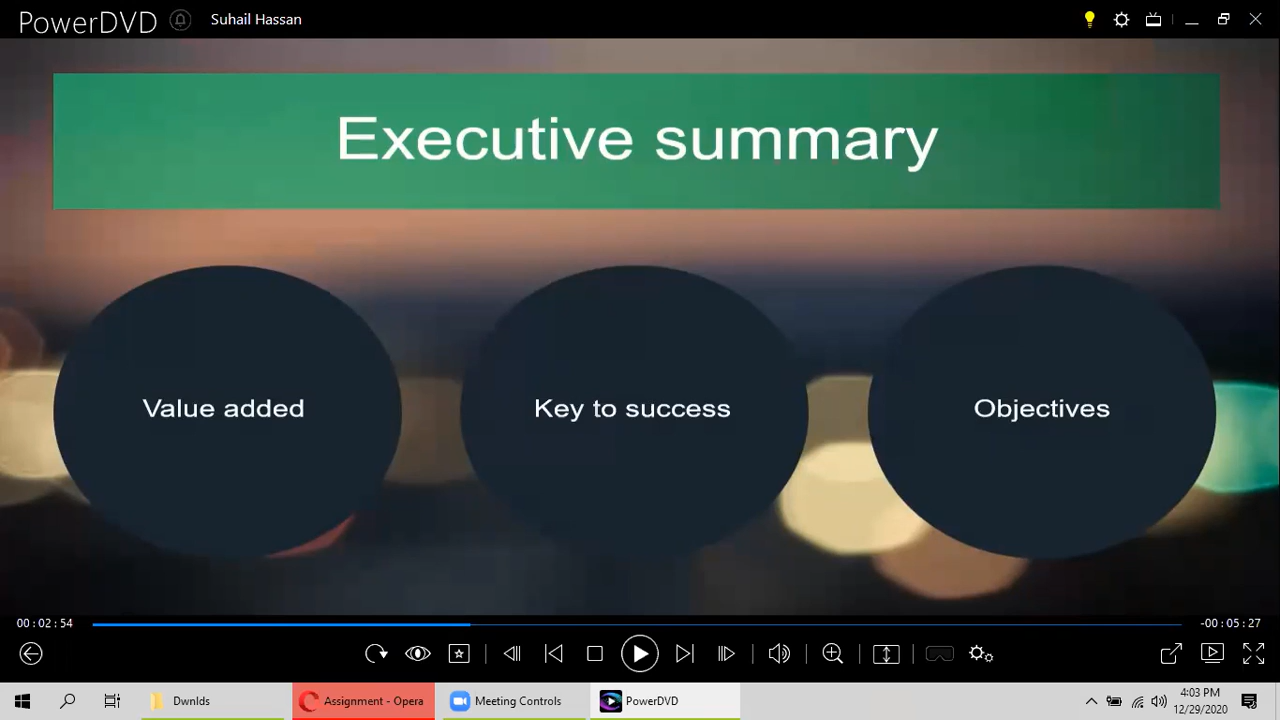 PowerDVD
Suhail Hassan
Executive summary
Value added
Key to success
Objectives
00:02:54
-00:05:27
Dwnlds
Assignment - Opera
Meeting Controls
PowerDVD
4:03 PM
12/29/2020